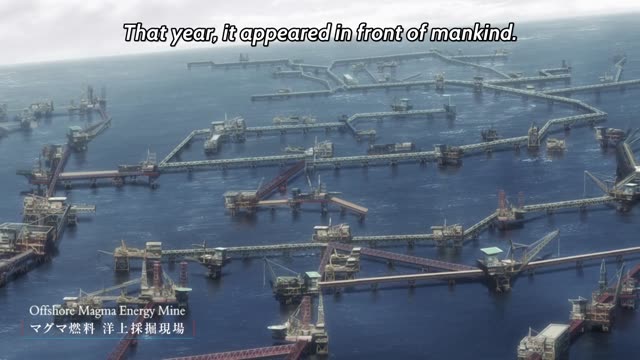 That year, it appeared in front of mankind.
Offshore Magma Energy Mine
マグマ燃料 洋上採掘現場